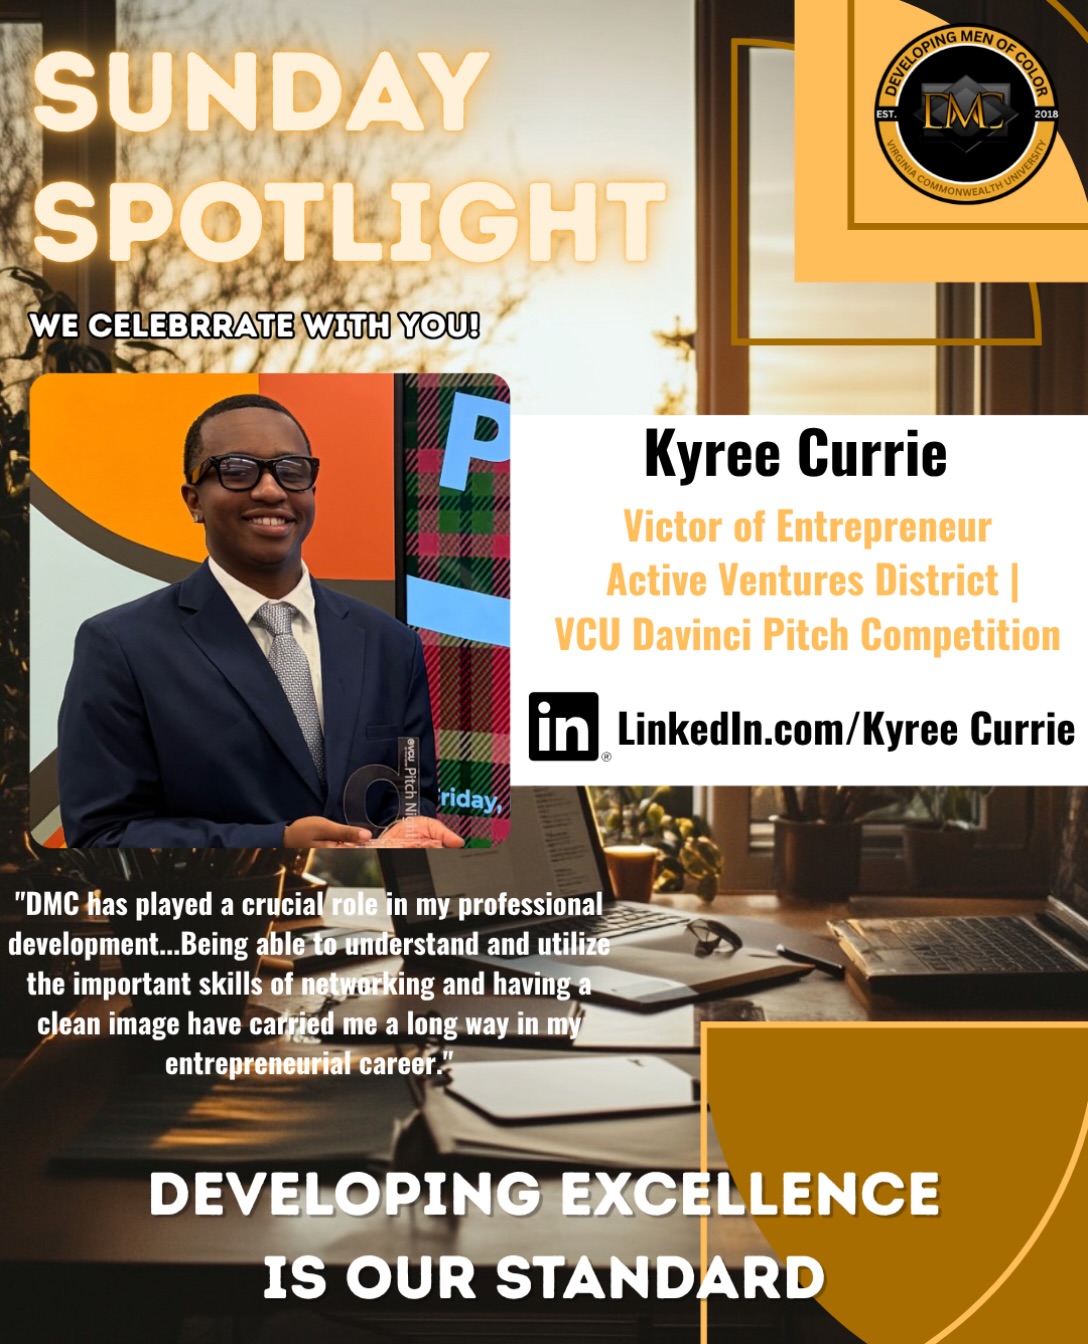 SUNDAY
SPOTLIGHT
WE CELEBRRATE WITH YOU!
DEVELOPING MEN OF COLOR
EST. 2018
DMC
VIRGINIA COMMONWEALTH UNIVERSITY
P
riday,
@VCU Pitch Night
Kyree Currie
Victor of Entrepreneur
Active Ventures District |
VCU Davinci Pitch Competition
in LinkedIn.com/Kyree Currie
"DMC has played a crucial role in my professional
development...Being able to understand and utilize
the important skills of networking and having a
clean image have carried me a long way in my
entrepreneurial career."
DEVELOPING EXCELLENCE
IS OUR STANDARD